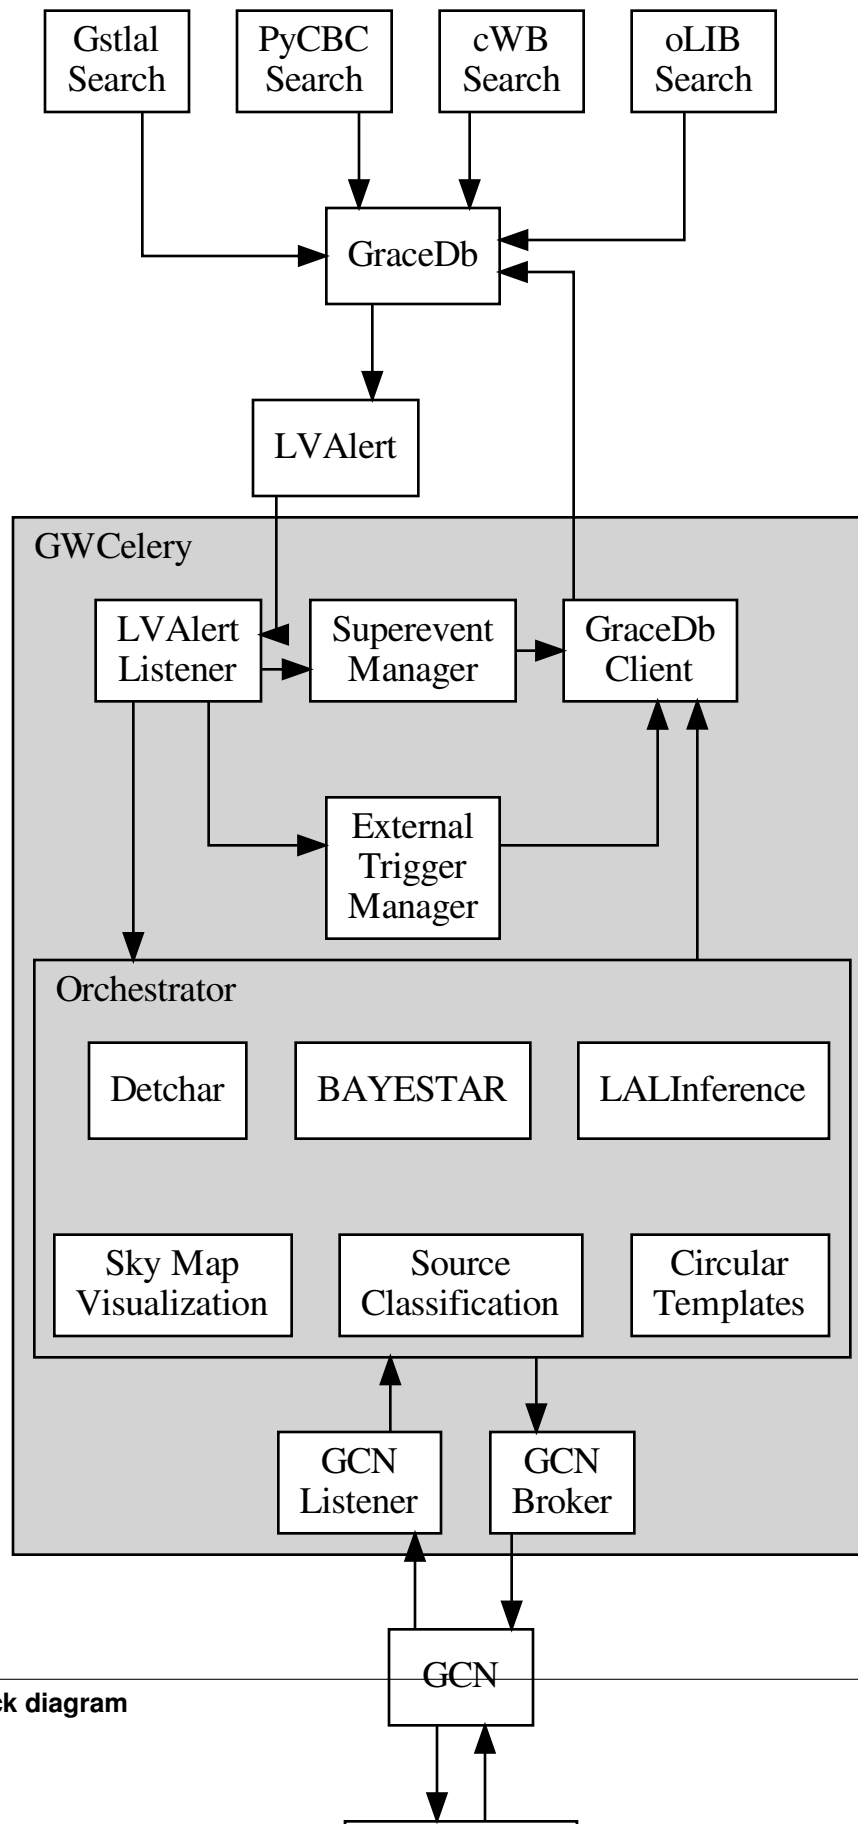 Gstlal
Search
PyCBC
Search
cWB
Search
oLIB
Search
GraceDb
LVAlert
GWCelery
LVAlert
Listener
Superevent
Manager
GraceDb
Client
External
Trigger
Manager
Orchestrator
Detchar
BAYESTAR
LALInference
Sky Map
Visualization
Source
Classification
Circular
Templates
GCN
Listener
GCN
Broker
GCN
diagram